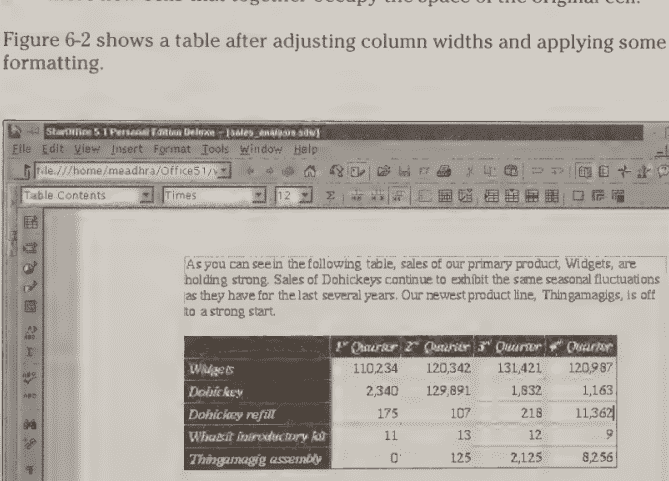 Figure 6-2 shows a table after adjusting column widths and applying some
formatting.
StarOffice 5.1 Personal Edition Deluxe - [sales_analysis.sdw]
File Edit View Insert Format Tools Window Help
file:///home/meadhra/Office51/
Table Contents Times 12
As you can see in the following table, sales of our primary product, Widgets, are
holding strong. Sales of Dohickeys continue to exhibit the same seasonal fluctuations
as they have for the last several years. Our newest product line, Thingamagigs, is off
to a strong start.
1st Quarter 2nd Quarter 3rd Quarter 4th Quarter
Widgets 110,234 120,342 131,421 120,987
Dohickey 2,340 129,891 1,832 1,163
Dohickey refill 175 107 218 11,362
Whatsit introductory kit 11 13 12 9
Thingamagig assembly 0 125 2,125 8,256